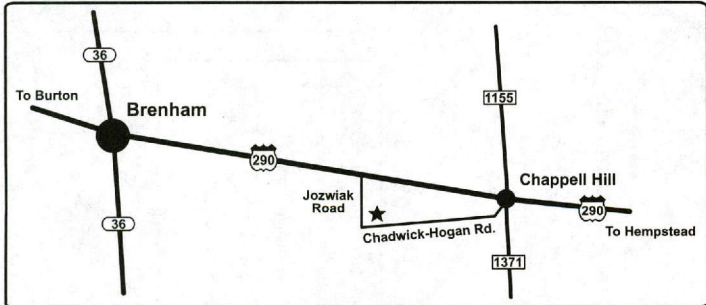 36
To Burton
Brenham
1155
290
Chappell Hill
Jozwiak
Road
290
Chadwick-Hogan Rd.
To Hempstead
36
1371